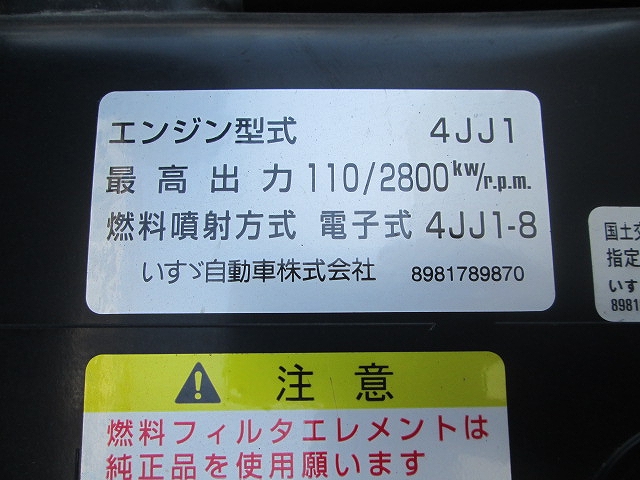 エンジン型式 4JJ1
最高出力 110/2800kW/r.p.m.
燃料噴射方式 電子式 4JJ1-8
いすゞ自動車株式会社 8981789870
国土交
指定
いす
8981
注意
燃料フィルタエレメントは
純正品を使用願います